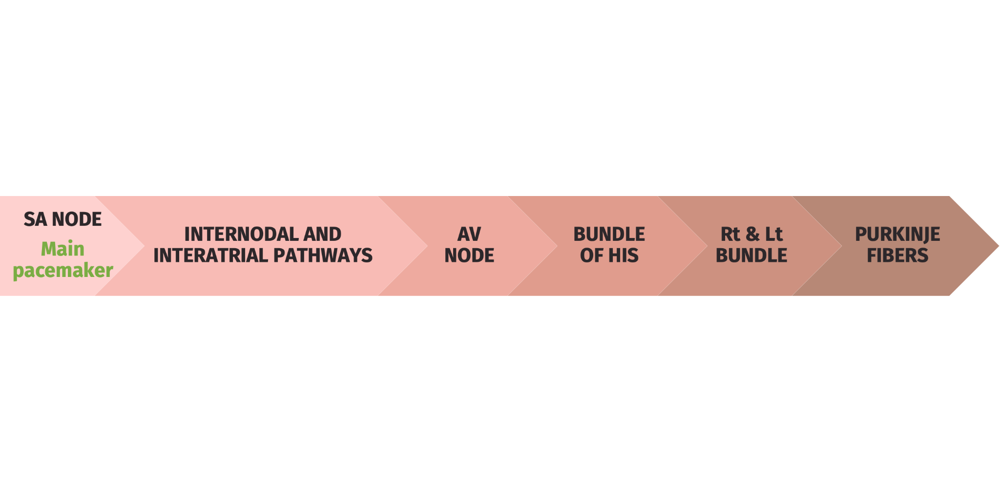 SA NODE
Main
pacemaker
INTERNODAL AND
INTERATRIAL PATHWAYS
AV
NODE
BUNDLE
OF HIS
Rt & Lt
BUNDLE
PURKINJE
FIBERS